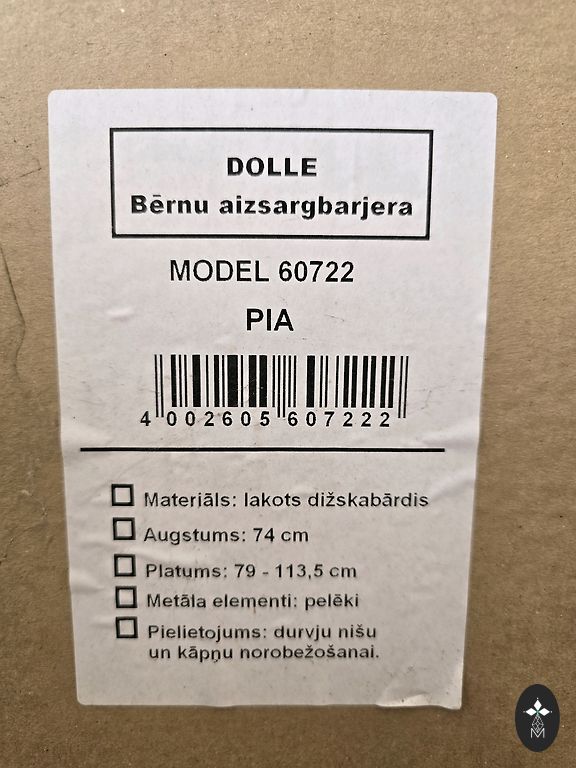 DOLLE
Bērnu aizsargbarjera
MODEL 60722
PIA
4 002605 607222
Materiāls: lakots dižskabārdis
Augstums: 74 cm
Platums: 79 - 113,5 cm
Metāla elementi: pelēki
Pielietojums: durvju nišu
un kāpņu norobežošanai.
M